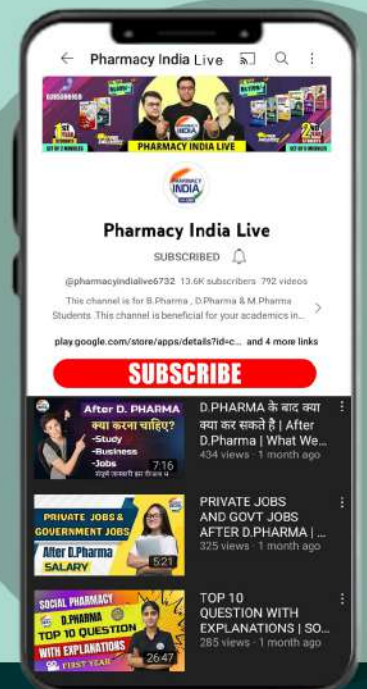 Pharmacy India Live
PHARMACY INDIA LIVE
PHARMACY
INDIA
Pharmacy India Live
SUBSCRIBED
@pharmacyindialive6732 13.6K subscribers 792 videos
This channel is for B.Pharma , D.Pharma & M.Pharma
Students. This channel is beneficial for your academics in...
play.google.com/store/apps/details?id=c... and 4 more links
SUBSCRIBE
After D. PHARMA
क्या करना चाहिए?
-Study
-Business
-Jobs
7:16
D.PHARMA के बाद क्या
क्या कर सकते है | After
D.Pharma | What We...
434 views · 1 month ago
PRIVATE JOBS &
GOVERNMENT JOBS
After D.Pharma
SALARY
5:21
PRIVATE JOBS
AND GOVT JOBS
AFTER D.PHARMA | ...
325 views · 1 month ago
SOCIAL PHARMACY
D.PHARMA
TOP 10 QUESTION
WITH EXPLANATIONS
FIRST YEAR
26:47
TOP 10
QUESTION WITH
EXPLANATIONS | SO...
285 views · 1 month ago